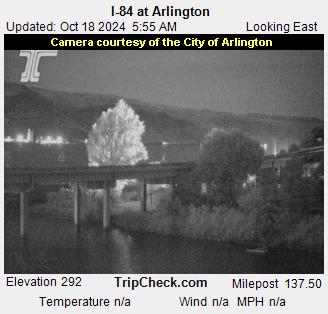 I-84 at Arlington
Updated: Oct 18 2024 5:55 AM Looking East
Camera courtesy of the City of Arlington
Elevation 292 TripCheck.com Milepost 137.50
Temperature n/a Wind n/a MPH n/a